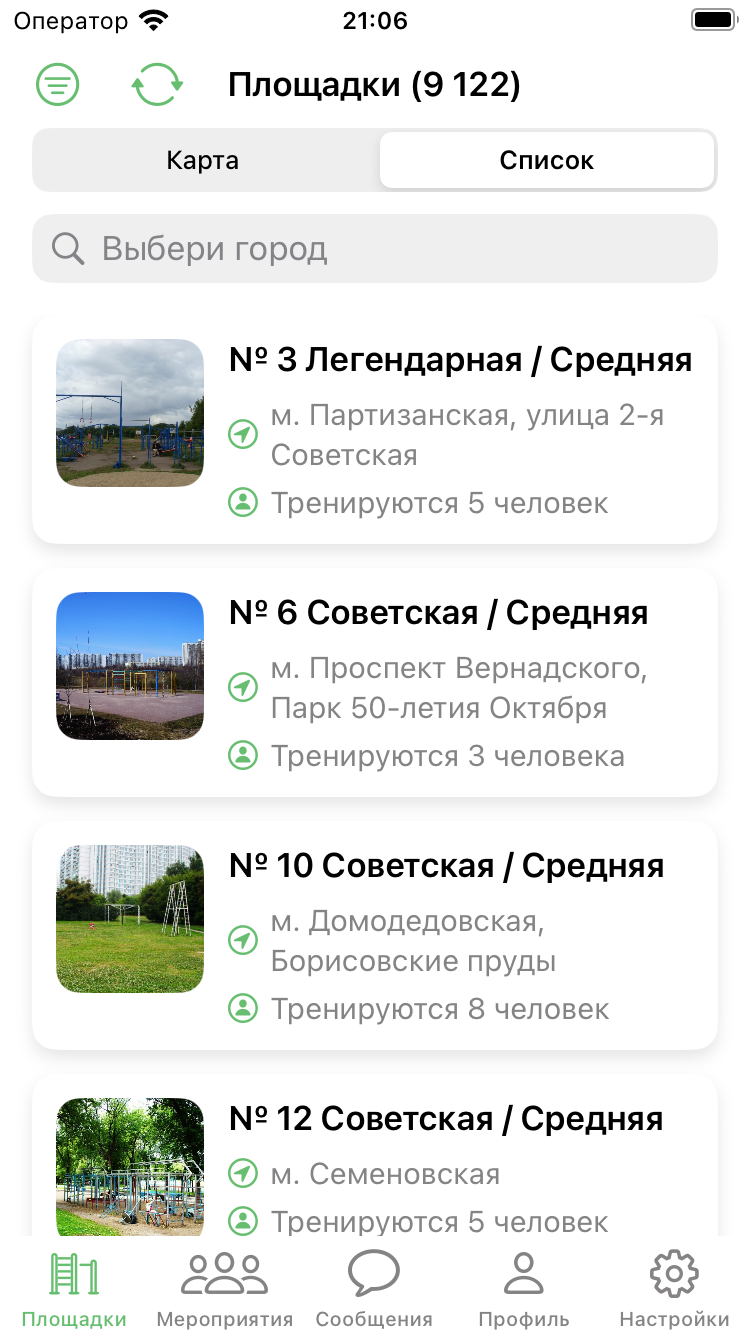 Оператор 21:06
Площадки (9 122)
Карта Список
Выбери город
№ 3 Легендарная / Средняя
м. Партизанская, улица 2-я
Советская
Тренируются 5 человек
№ 6 Советская / Средняя
м. Проспект Вернадского,
Парк 50-летия Октября
Тренируются 3 человека
№ 10 Советская / Средняя
м. Домодедовская,
Борисовские пруды
Тренируются 8 человек
№ 12 Советская / Средняя
м. Семеновская
Тренируются 5 человек
Площадки Мероприятия Сообщения Профиль Настройки